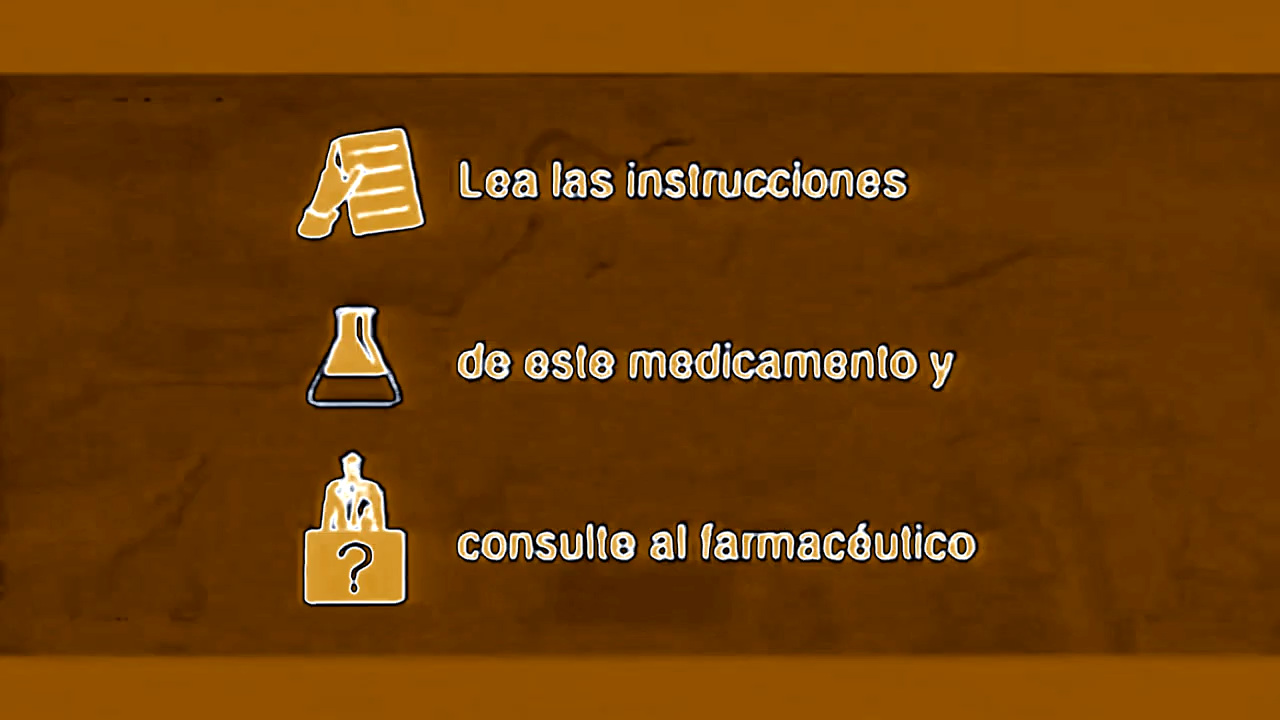 Lea las instrucciones
de este medicamento y
consulte al farmacéutico
?